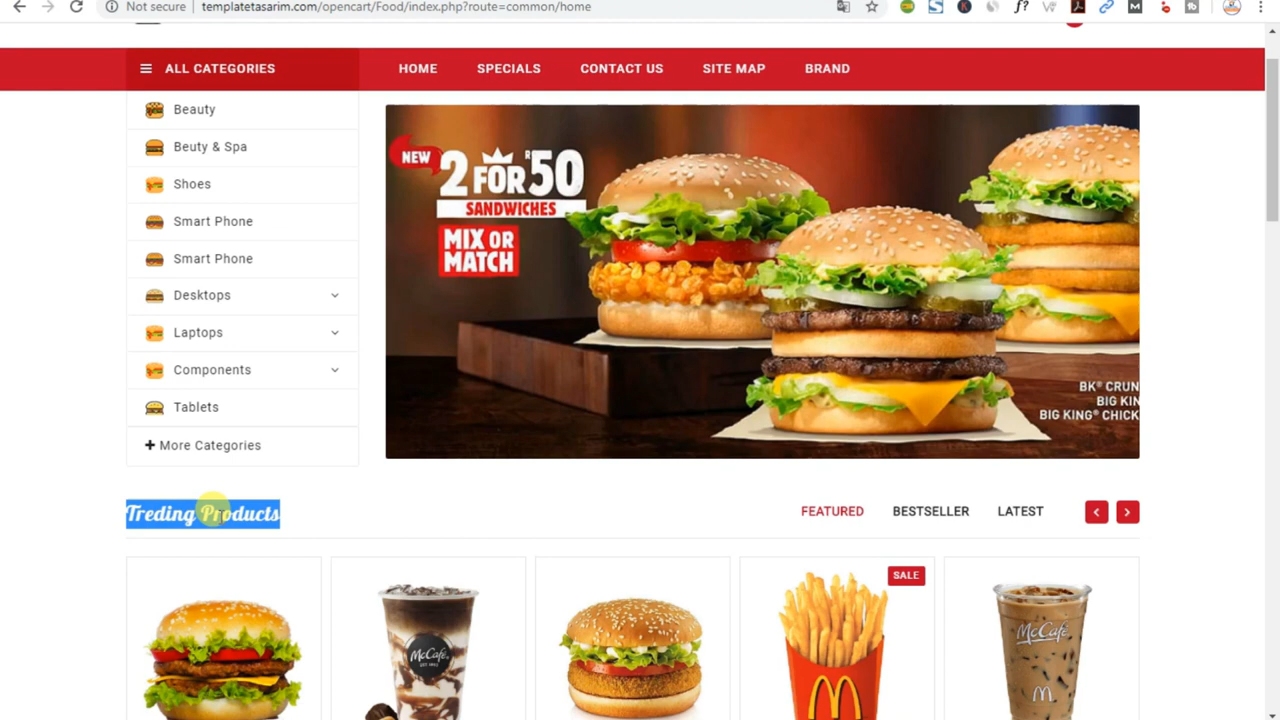 Not secure
templatetasarim.com/opencart/Food/index.php?route=common/home
ALL CATEGORIES
HOME
SPECIALS
CONTACT US
SITE MAP
BRAND
Beauty
Beuty & Spa
Shoes
Smart Phone
Smart Phone
Desktops
Laptops
Components
Tablets
More Categories
NEW
2 FOR R50
SANDWICHES
MIX OR
MATCH
BK® CRUN
BIG KIN
BIG KING® CHICK
Treding Products
FEATURED
BESTSELLER
LATEST
SALE
McCafé
McCafé